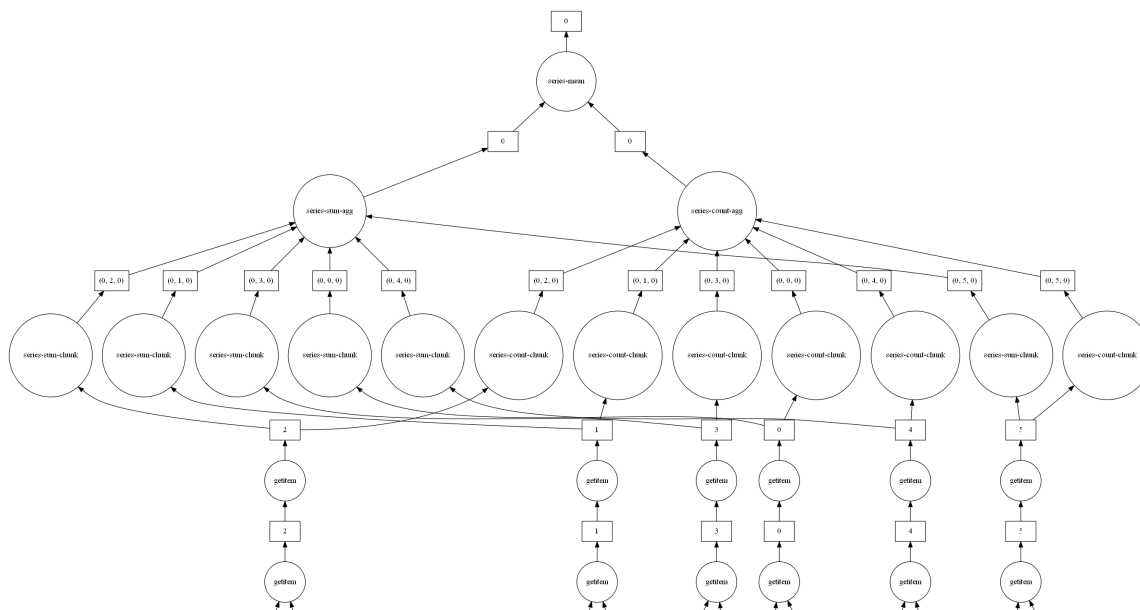 0
series-mean
0 0
series-sum-agg series-count-agg
(0, 2, 0) (0, 1, 0) (0, 3, 0) (0, 0, 0) (0, 4, 0) (0, 2, 0) (0, 1, 0) (0, 3, 0) (0, 0, 0) (0, 4, 0) (0, 5, 0) (0, 5, 0)
series-sum-chunk series-sum-chunk series-sum-chunk series-sum-chunk series-sum-chunk series-count-chunk series-count-chunk series-count-chunk series-count-chunk series-count-chunk series-sum-chunk series-count-chunk
2 1 3 0 4 5
getitem getitem getitem getitem getitem getitem
2 1 3 0 4 5
getitem getitem getitem getitem getitem getitem